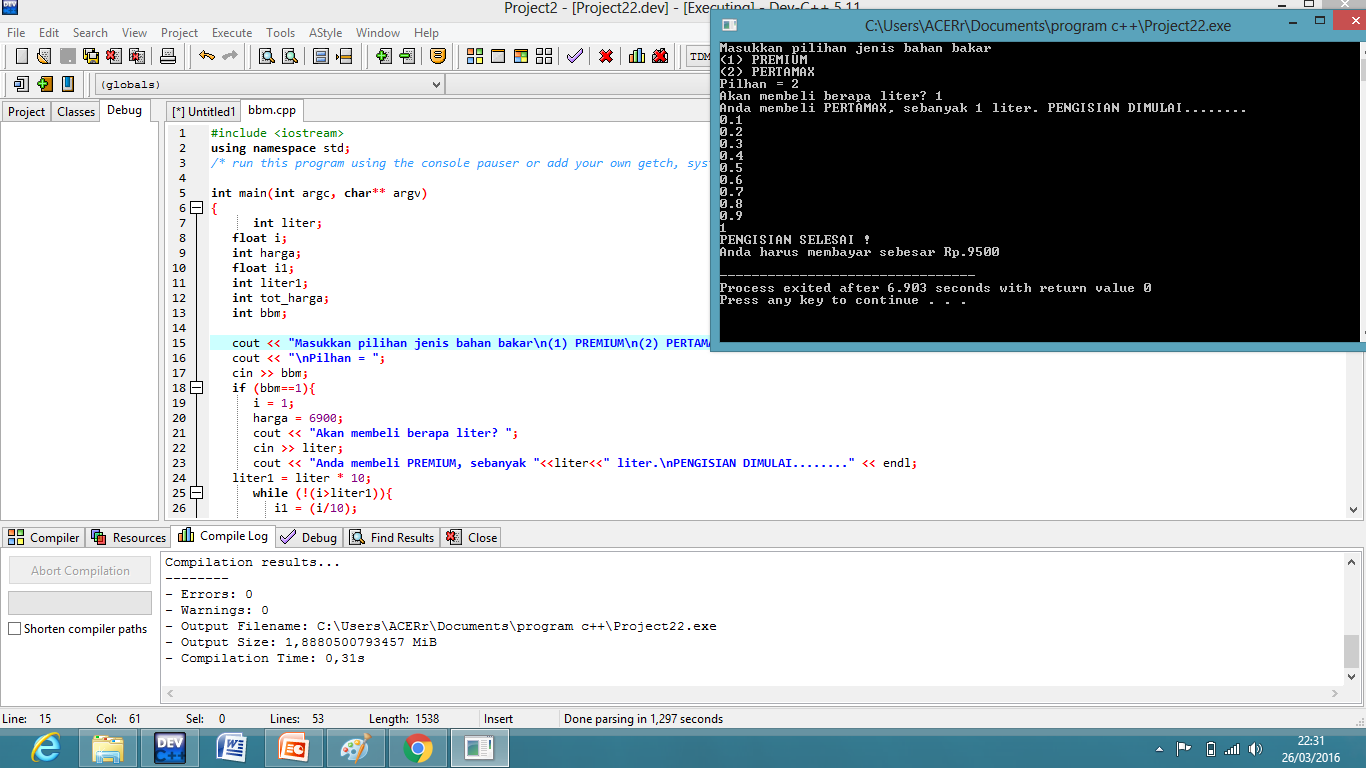 Project2 - [Project22.dev] - [Executing] - Dev-C++ 5.11
File Edit Search View Project Execute Tools AStyle Window Help
TDM
(globals)
Project Classes Debug
[*] Untitled1 bbm.cpp
1 #include <iostream>
2 using namespace std;
3 /* run this program using the console pauser or add your own getch, sys
4
5 int main(int argc, char** argv)
6 {
7 int liter;
8 float i;
9 int harga;
10 float i1;
11 int liter1;
12 int tot_harga;
13 int bbm;
14
15 cout << "Masukkan pilihan jenis bahan bakar\n(1) PREMIUM\n(2) PERTAM
16 cout << "\nPilhan = ";
17 cin >> bbm;
18 if (bbm==1){
19 i = 1;
20 harga = 6900;
21 cout << "Akan membeli berapa liter? ";
22 cin >> liter;
23 cout << "Anda membeli PREMIUM, sebanyak "<<liter<<" liter.\nPENGISIAN DIMULAI........" << endl;
24 liter1 = liter * 10;
25 while (!(i>liter1)){
26 i1 = (i/10);
C:\Users\ACERr\Documents\program c++\Project22.exe
Masukkan pilihan jenis bahan bakar
(1) PREMIUM
(2) PERTAMAX
Pilhan = 2
Akan membeli berapa liter? 1
Anda membeli PERTAMAX, sebanyak 1 liter. PENGISIAN DIMULAI........
0.1
0.2
0.3
0.4
0.5
0.6
0.7
0.8
0.9
1
PENGISIAN SELESAI !
Anda harus membayar sebesar Rp.9500
--------------------------------
Process exited after 6.903 seconds with return value 0
Press any key to continue . . .
Compiler Resources Compile Log Debug Find Results Close
Abort Compilation
Shorten compiler paths
Compilation results...
--------
- Errors: 0
- Warnings: 0
- Output Filename: C:\Users\ACERr\Documents\program c++\Project22.exe
- Output Size: 1,8880500793457 MiB
- Compilation Time: 0,31s
Line: 15 Col: 61 Sel: 0 Lines: 53 Length: 1538 Insert Done parsing in 1,297 seconds
DEV C++
22:31
26/03/2016